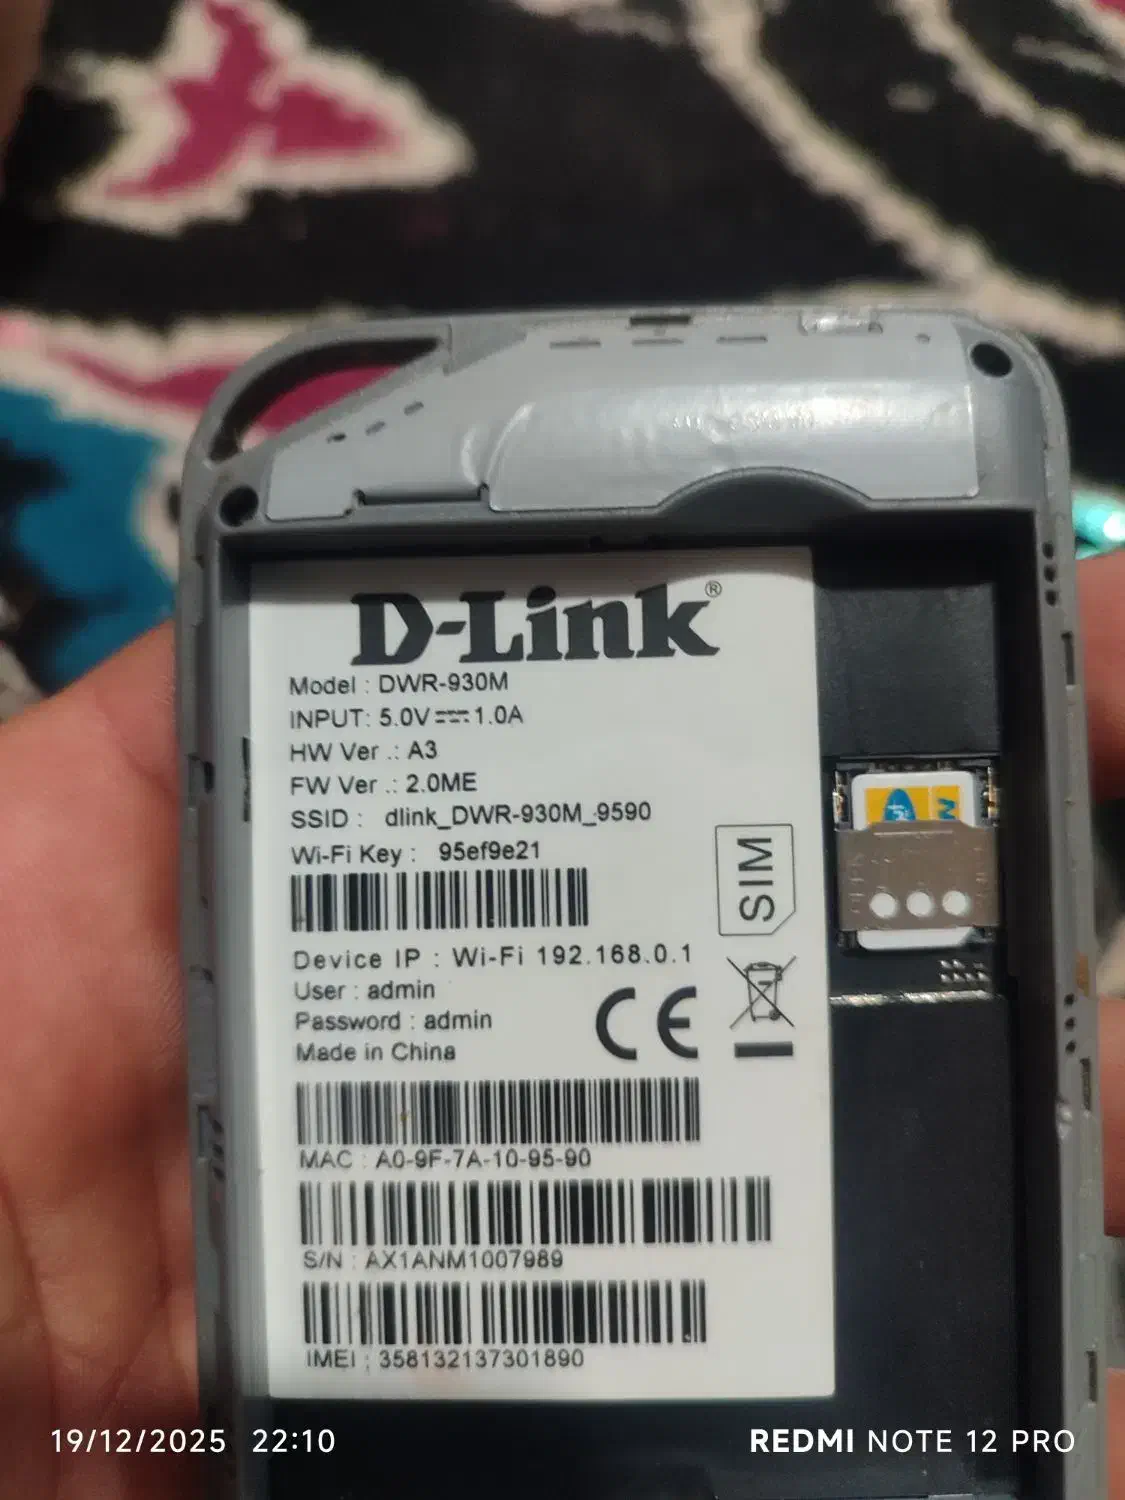 D-Link®
Model : DWR-930M
INPUT: 5.0V⎓1.0A
HW Ver .: A3
FW Ver .: 2.0ME
SSID : dlink_DWR-930M_9590
Wi-Fi Key : 95ef9e21
SIM
Device IP : Wi-Fi 192.168.0.1
User : admin
Password : admin
Made in China
CE
MAC : A0-9F-7A-10-95-90
S/N : AX1ANM1007989
IMEI : 358132137301890
19/12/2025 22:10
REDMI NOTE 12 PRO